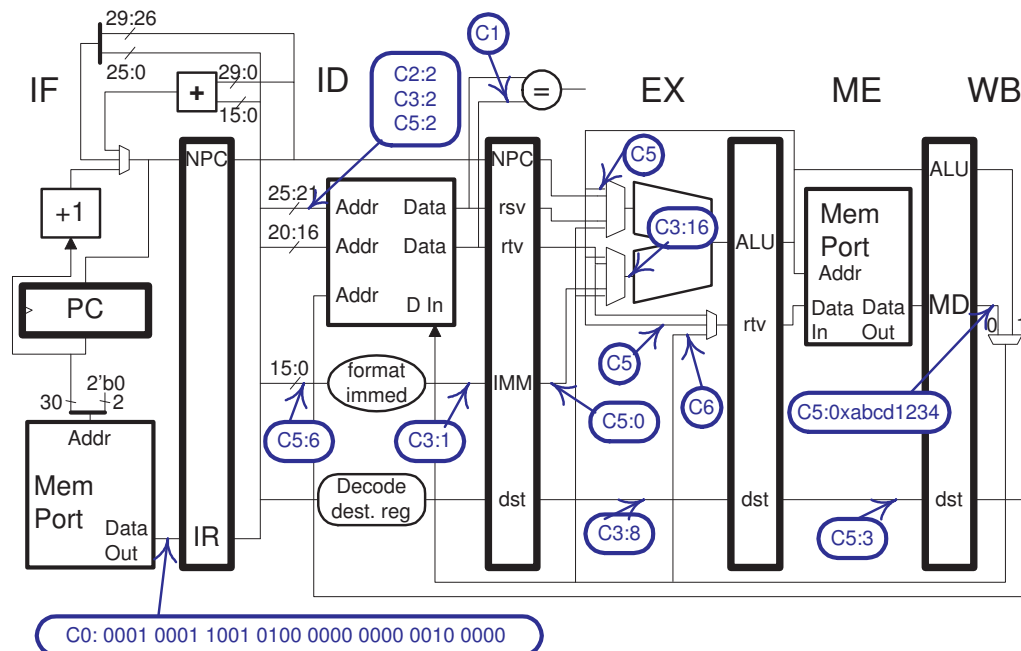 29:26
25:0
IF
+
29:0
15:0
ID
C2:2
C3:2
C5:2
C1
=
EX
ME
WB
NPC
NPC
C5
ALU
+1
25:21
Addr
Data
rsv
20:16
Addr
Data
rtv
C3:16
ALU
Mem
Port
Addr
PC
Addr
D In
rtv
Data
In
Data
Out
MD
0
15:0
format
immed
IMM
C5
C6
30
2'b0
2
C5:6
C3:1
C5:0
C5:0xabcd1234
Addr
Mem
Port
Data
Out
IR
Decode
dest. reg
dst
dst
dst
C3:8
C5:3
C0: 0001 0001 1001 0100 0000 0000 0010 0000